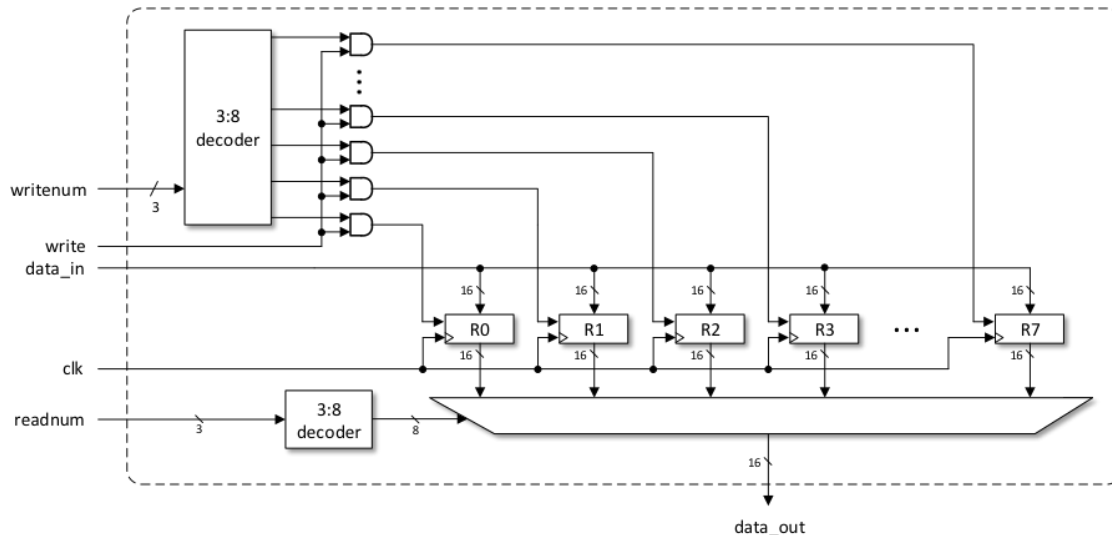 3:8
decoder
writenum
3
write
data_in
16
16
16
16
16
R0
R1
R2
R3
...
R7
16
16
16
16
16
clk
readnum
3
3:8
decoder
8
16
data_out